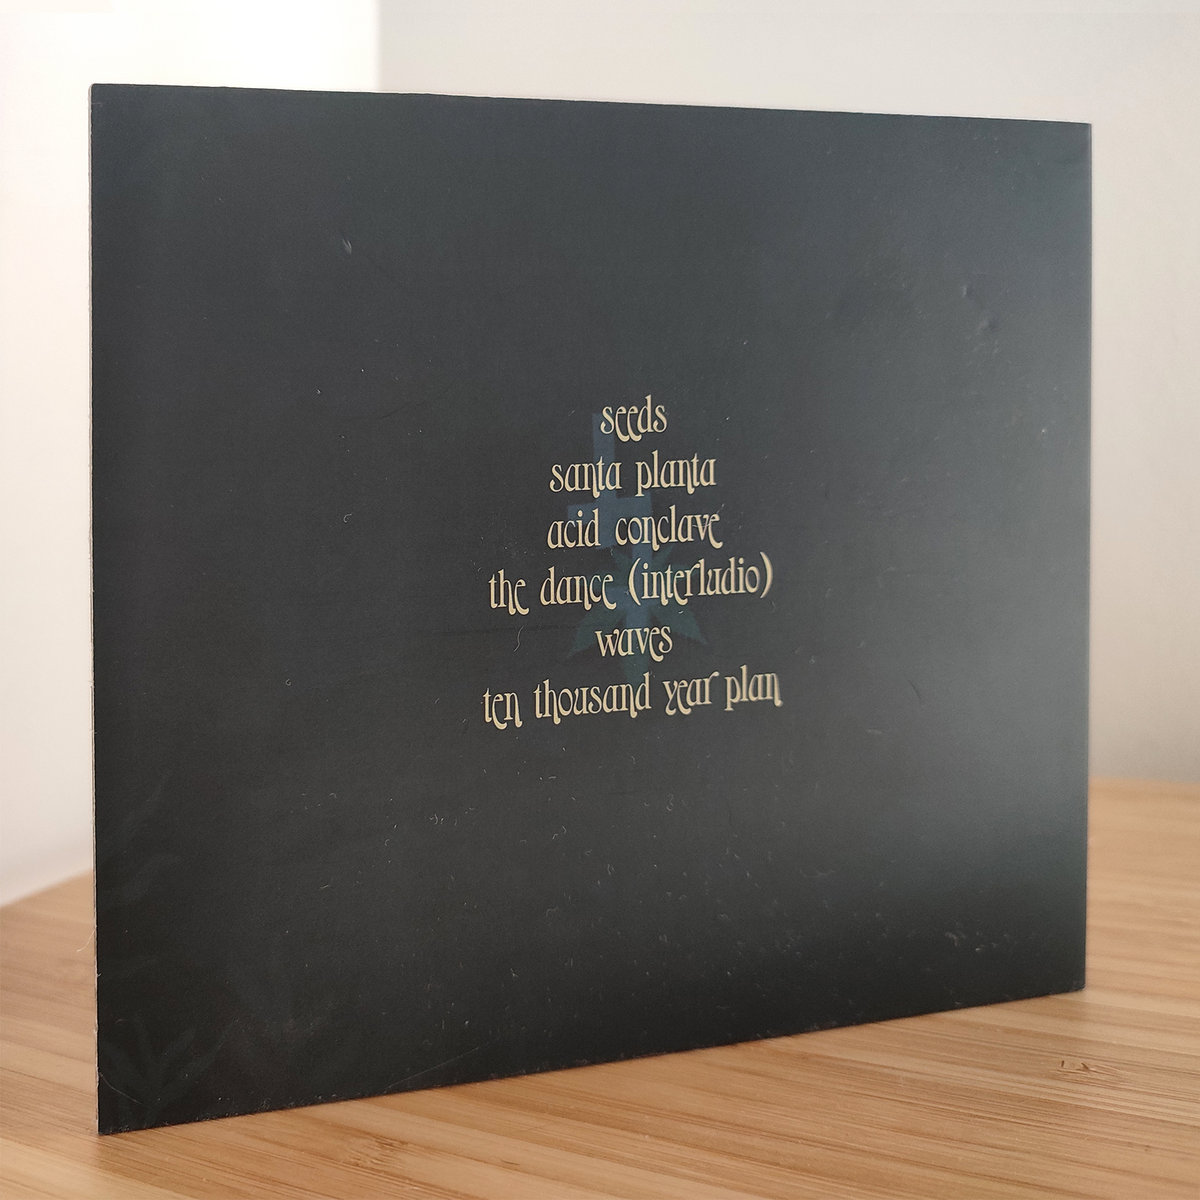 seeds
santa planta
acid conclave
the dance (interludio)
waves
ten thousand year plan